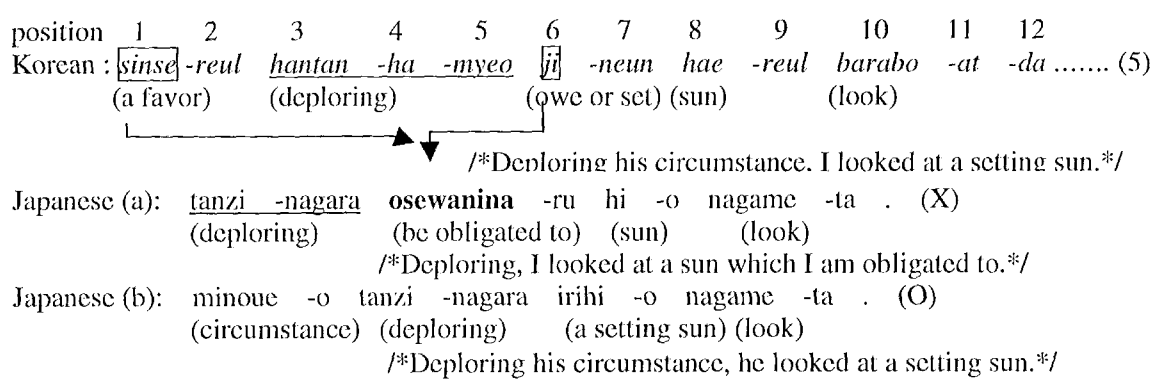 position 1 2 3 4 5 6 7 8 9 10 11 12
Korean : sinse -reul hantan -ha -myeo ji -neun hae -reul barabo -at -da ....... (5)
(a favor) (deploring) (owe or set) (sun) (look)
/*Deploring his circumstance. I looked at a setting sun.*/
Japanese (a): tanzi -nagara osewanina -ru hi -o nagame -ta . (X)
(deploring) (be obligated to) (sun) (look)
/*Deploring, I looked at a sun which I am obligated to.*/
Japanese (b): minoue -o tanzi -nagara irihi -o nagame -ta . (O)
(circumstance) (deploring) (a setting sun) (look)
/*Deploring his circumstance, he looked at a setting sun.*/